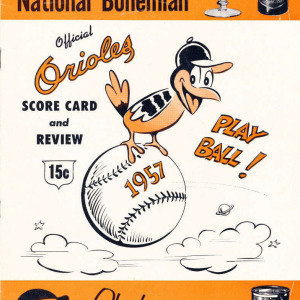 National Bohemian
Official
Orioles
SCORE CARD
and
REVIEW
15¢
PLAY
BALL!
1957